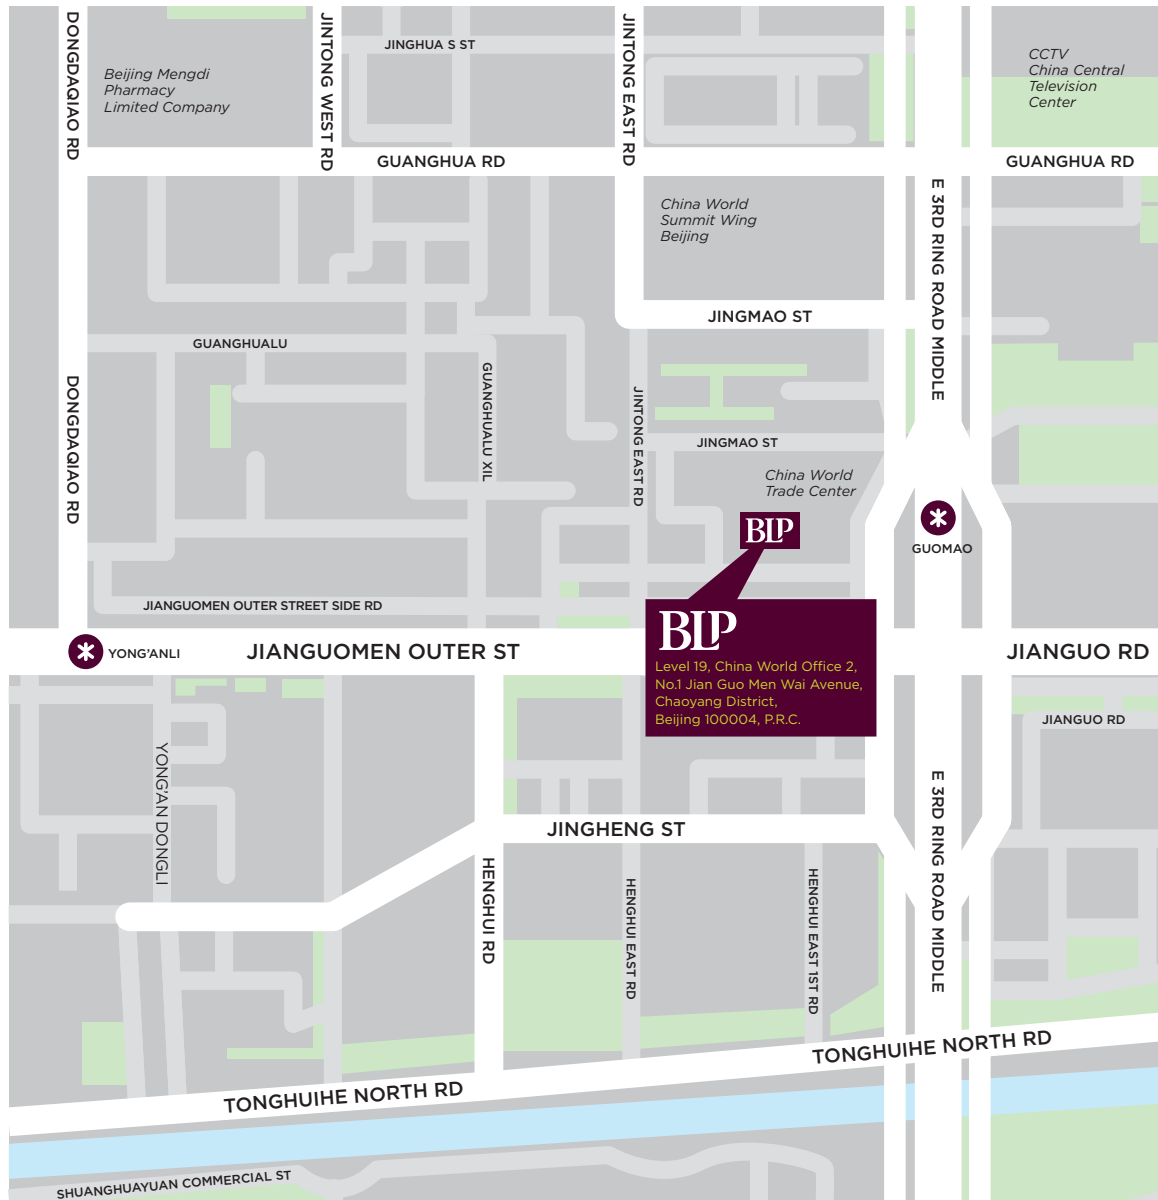 DONGDAQIAO RD
JINTONG WEST RD
JINGHUA S ST
JINTONG EAST RD
CCTV
China Central
Television
Center
Beijing Mengdi
Pharmacy
Limited Company
GUANGHUA RD
GUANGHUA RD
E 3RD RING ROAD MIDDLE
China World
Summit Wing
Beijing
JINGMAO ST
GUANGHUALU
GUANGHUALU XIL
DONGDAQIAO RD
JINTONG EAST RD
JINGMAO ST
China World
Trade Center
BLP
GUOMAO
JIANGUOMEN OUTER STREET SIDE RD
YONG'ANLI
JIANGUOMEN OUTER ST
BLP
Level 19, China World Office 2,
No.1 Jian Guo Men Wai Avenue,
Chaoyang District,
Beijing 100004, P.R.C.
JIANGUO RD
JIANGUO RD
YONG'AN DONGLI
E 3RD RING ROAD MIDDLE
JINGHENG ST
HENGHUI RD
HENGHUI EAST RD
HENGHUI EAST 1ST RD
TONGHUIHE NORTH RD
TONGHUIHE NORTH RD
SHUANGHUAYUAN COMMERCIAL ST